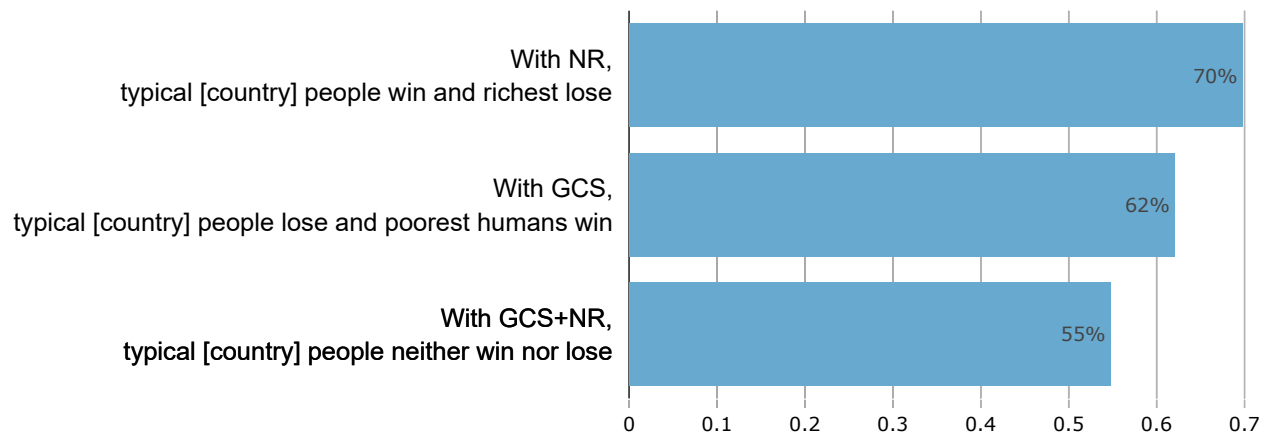 With NR,
typical [country] people win and richest lose
70%
With GCS,
typical [country] people lose and poorest humans win
62%
With GCS+NR,
typical [country] people neither win nor lose
55%
0 0.1 0.2 0.3 0.4 0.5 0.6 0.7